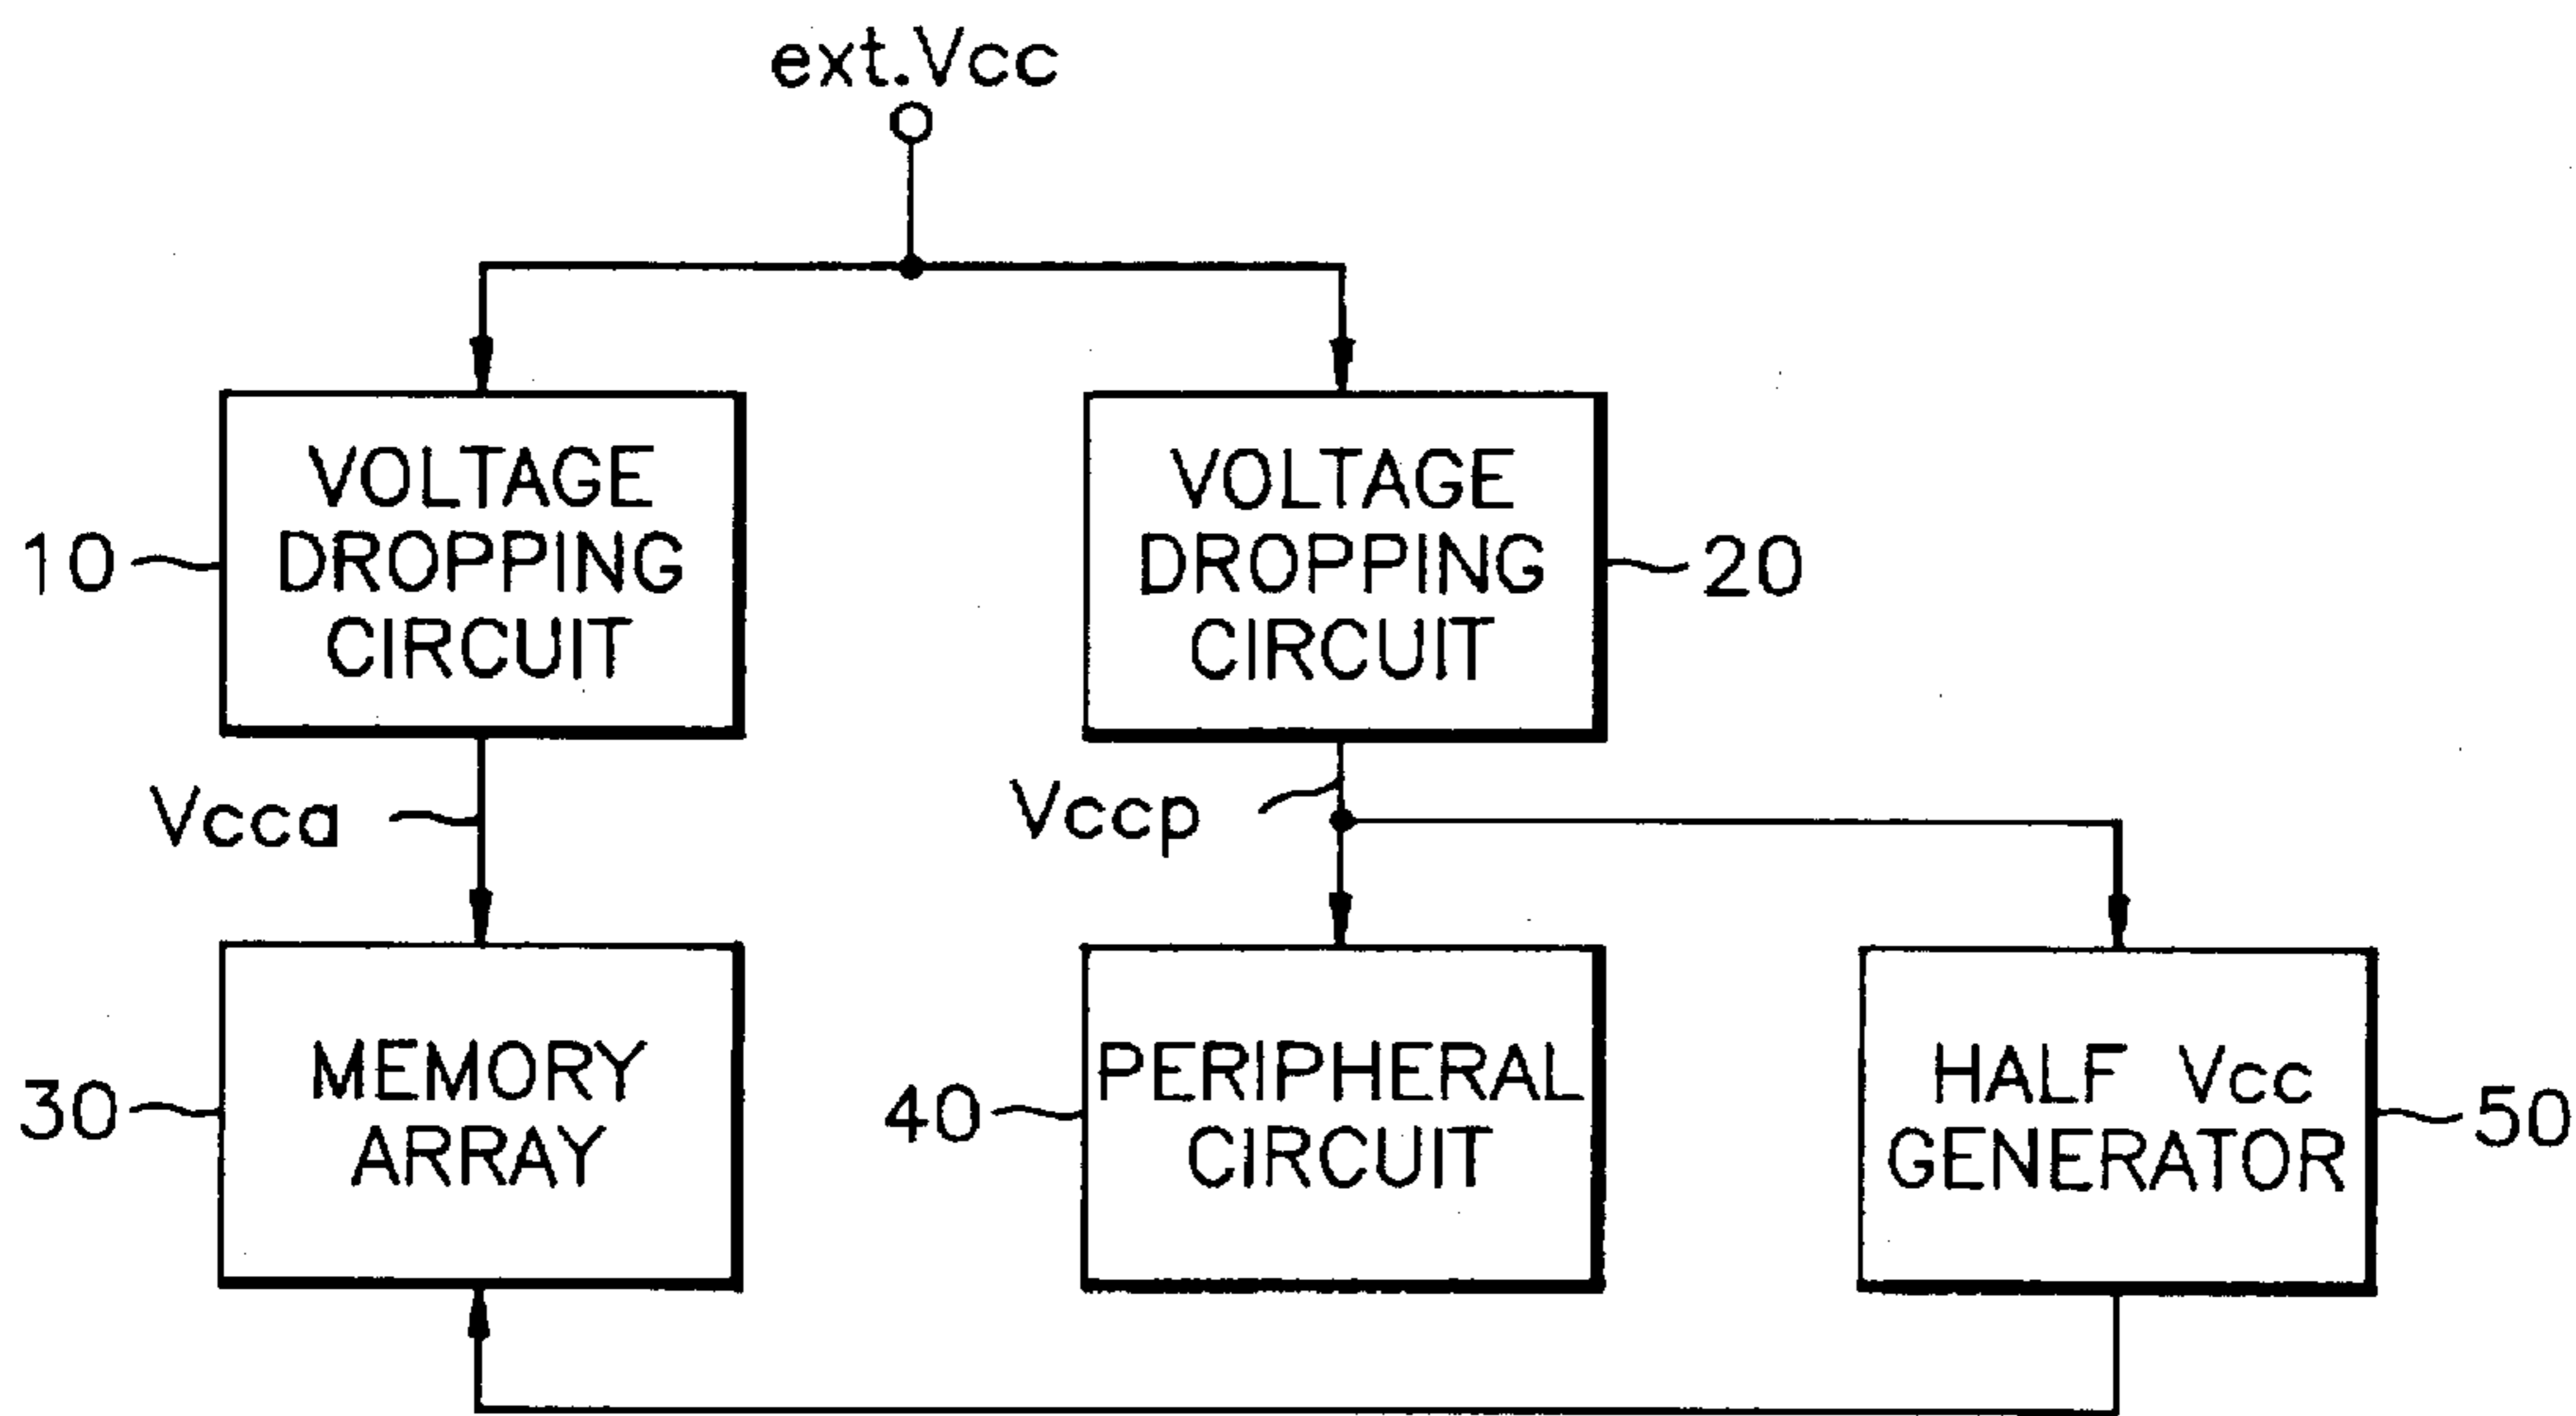 ext.Vcc
VOLTAGE
DROPPING
CIRCUIT
10
VOLTAGE
DROPPING
CIRCUIT
20
Vcca
Vccp
MEMORY
ARRAY
30
PERIPHERAL
CIRCUIT
40
HALF Vcc
GENERATOR
50